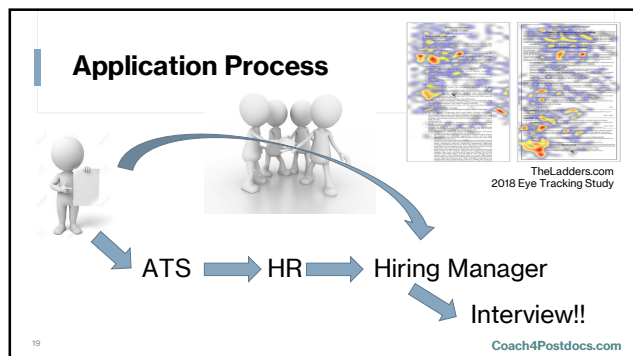 Application Process
TheLadders.com
2018 Eye Tracking Study
ATS
HR
Hiring Manager
Interview!!
19
Coach4Postdocs.com